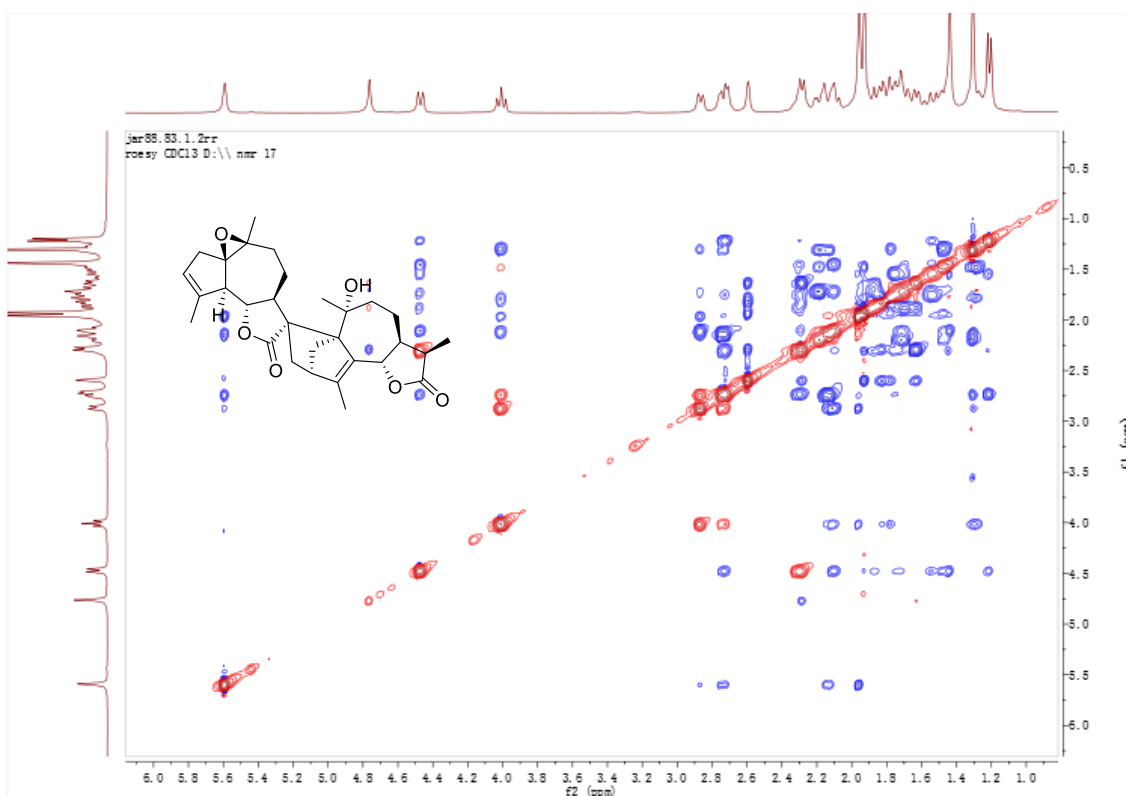 jar88.83.1.2rr
roesy CDCl3 D:\\ nmr 17
O
OH
H
O
O
O
O
0.5
1.0
1.5
2.0
2.5
3.0
3.5
4.0
4.5
5.0
5.5
6.0
f1 (ppm)
6.0 5.8 5.6 5.4 5.2 5.0 4.8 4.6 4.4 4.2 4.0 3.8 3.6 3.4 3.2 3.0 2.8 2.6 2.4 2.2 2.0 1.8 1.6 1.4 1.2 1.0
f2 (ppm)